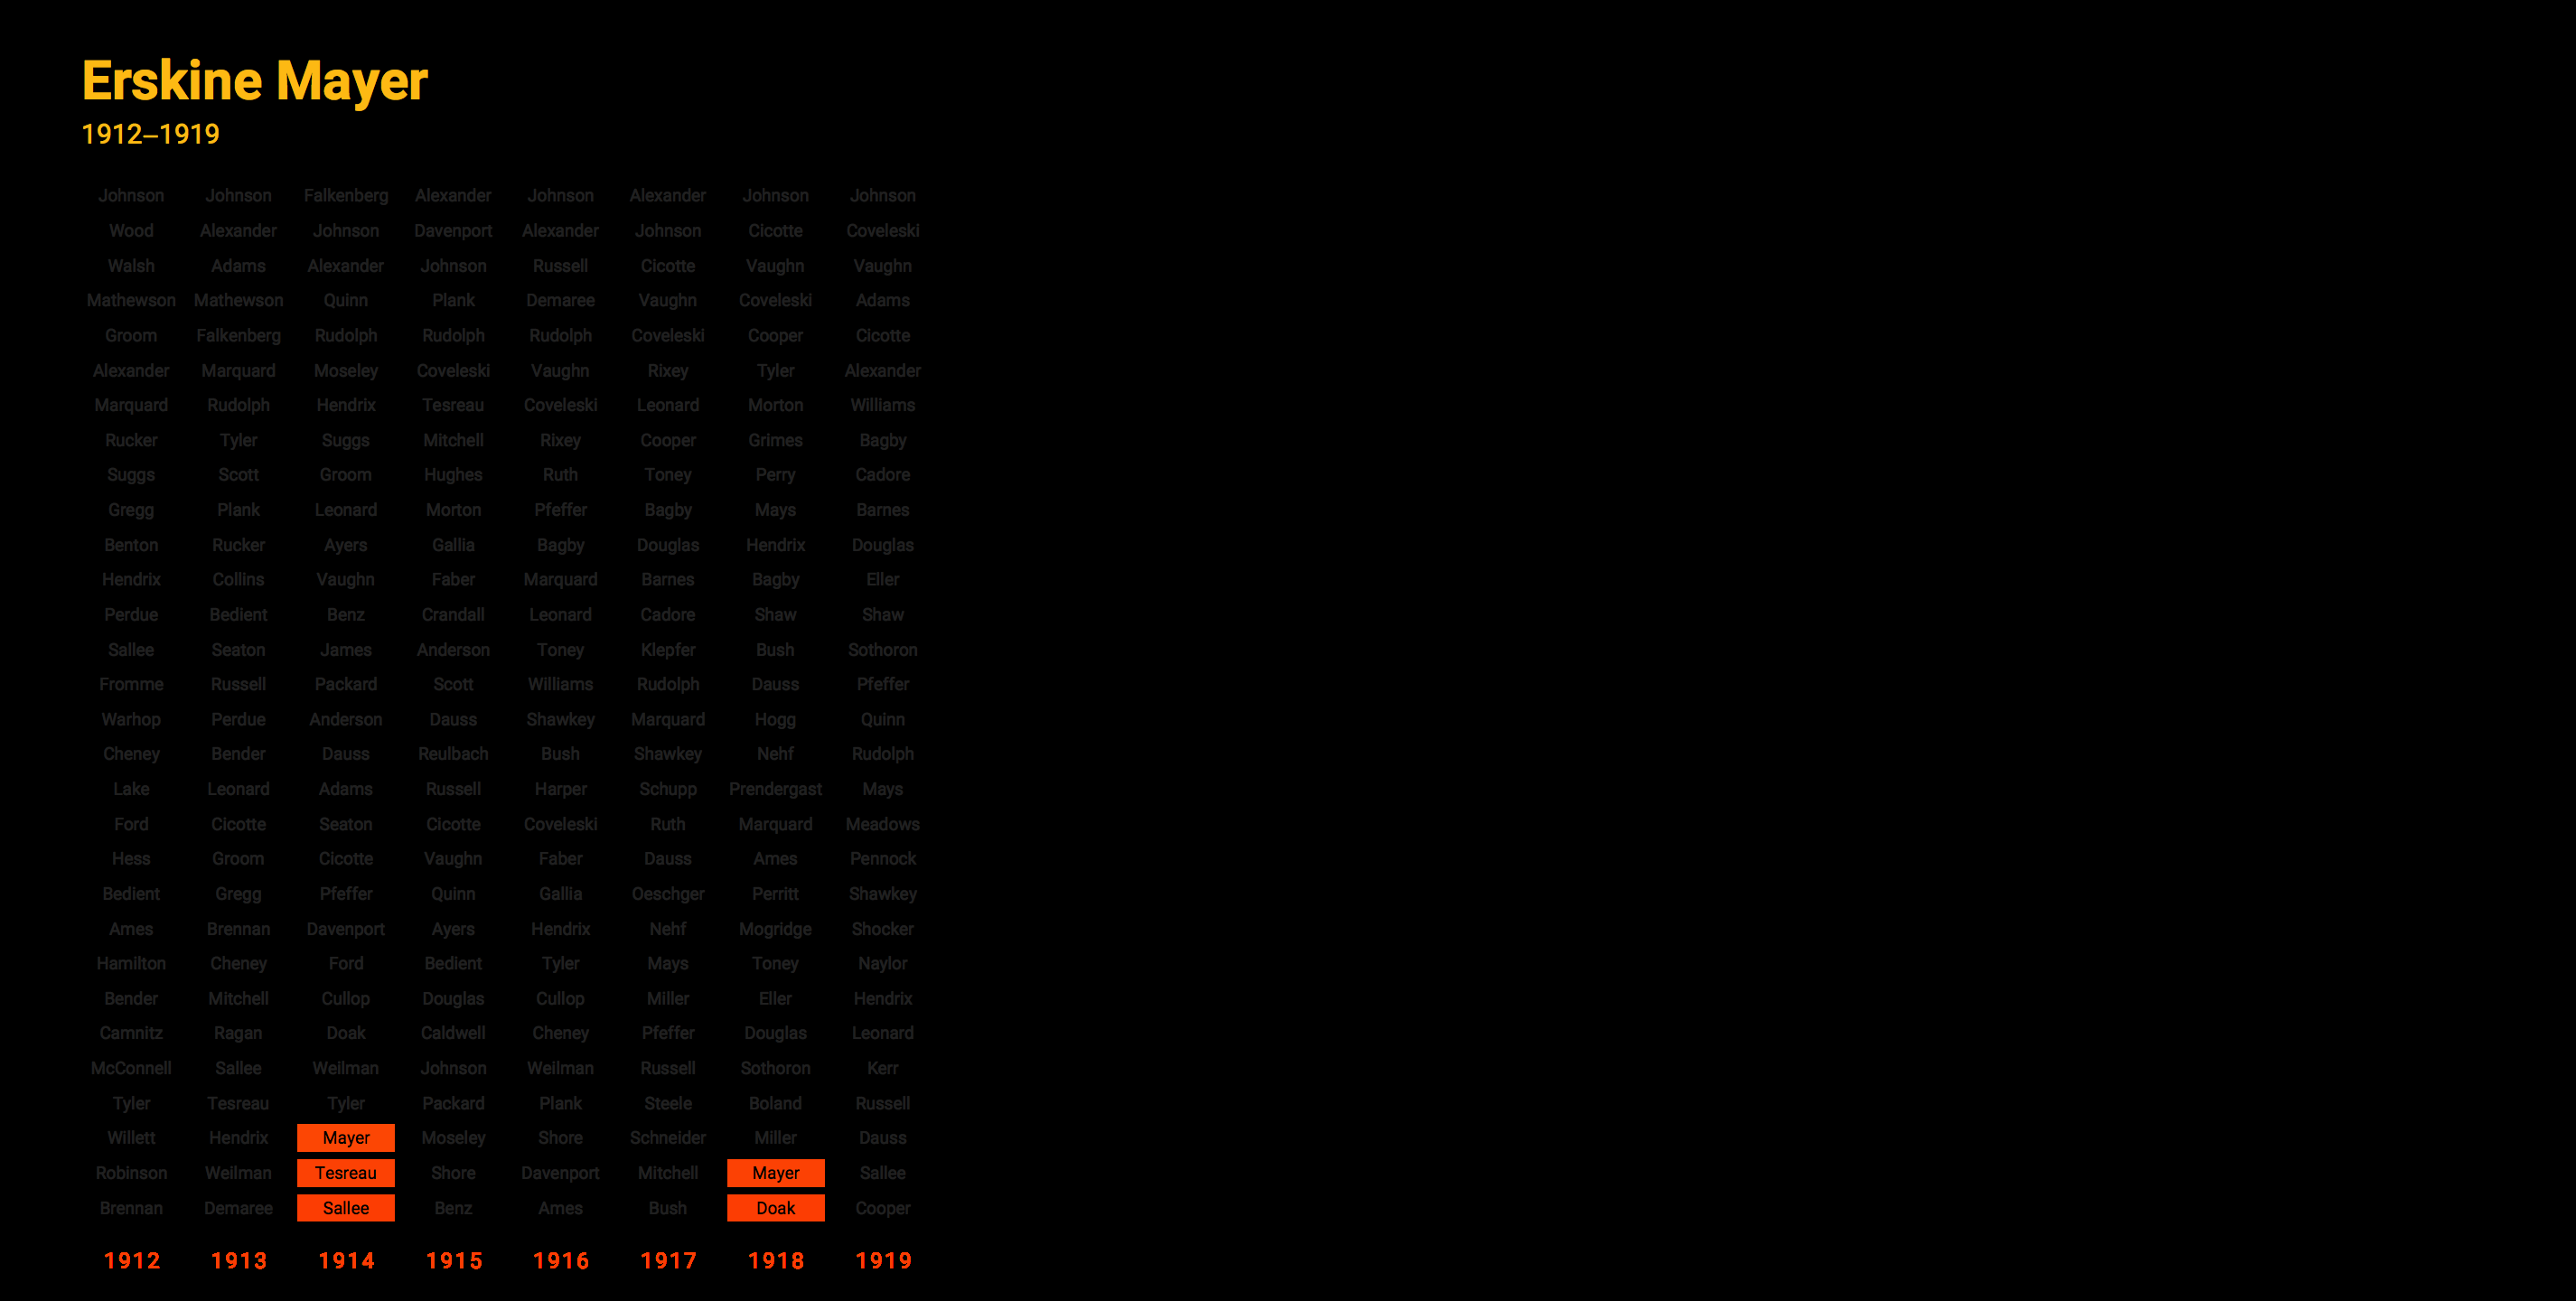 Erskine Mayer
1912–1919
Johnson Johnson Falkenberg Alexander Johnson Alexander Johnson Johnson
Wood Alexander Johnson Davenport Alexander Johnson Cicotte Coveleski
Walsh Adams Alexander Johnson Russell Cicotte Vaughn Vaughn
Mathewson Mathewson Quinn Plank Demaree Vaughn Coveleski Adams
Groom Falkenberg Rudolph Rudolph Rudolph Coveleski Cooper Cicotte
Alexander Marquard Moseley Coveleski Vaughn Rixey Tyler Alexander
Marquard Rudolph Hendrix Tesreau Coveleski Leonard Morton Williams
Rucker Tyler Suggs Mitchell Rixey Cooper Grimes Bagby
Suggs Scott Groom Hughes Ruth Toney Perry Cadore
Gregg Plank Leonard Morton Pfeffer Bagby Mays Barnes
Benton Rucker Ayers Gallia Bagby Douglas Hendrix Douglas
Hendrix Collins Vaughn Faber Marquard Barnes Bagby Eller
Perdue Bedient Benz Crandall Leonard Cadore Shaw Shaw
Sallee Seaton James Anderson Toney Klepfer Bush Sothoron
Fromme Russell Packard Scott Williams Rudolph Dauss Pfeffer
Warhop Perdue Anderson Dauss Shawkey Marquard Hogg Quinn
Cheney Bender Dauss Reulbach Bush Shawkey Nehf Rudolph
Lake Leonard Adams Russell Harper Schupp Prendergast Mays
Ford Cicotte Seaton Cicotte Coveleski Ruth Marquard Meadows
Hess Groom Cicotte Vaughn Faber Dauss Ames Pennock
Bedient Gregg Pfeffer Quinn Gallia Oeschger Perritt Shawkey
Ames Brennan Davenport Ayers Hendrix Nehf Mogridge Shocker
Hamilton Cheney Ford Bedient Tyler Mays Toney Naylor
Bender Mitchell Cullop Douglas Cullop Miller Eller Hendrix
Camnitz Ragan Doak Caldwell Cheney Pfeffer Douglas Leonard
McConnell Sallee Weilman Johnson Weilman Russell Sothoron Kerr
Tyler Tesreau Tyler Packard Plank Steele Boland Russell
Willett Hendrix Mayer Moseley Shore Schneider Miller Dauss
Robinson Weilman Tesreau Shore Davenport Mitchell Mayer Sallee
Brennan Demaree Sallee Benz Ames Bush Doak Cooper
1912 1913 1914 1915 1916 1917 1918 1919